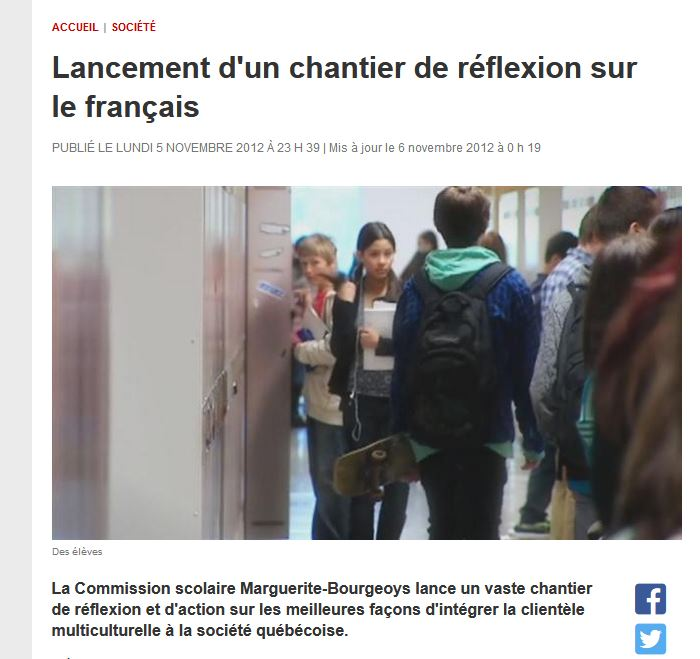 ACCUEIL | SOCIÉTÉ
Lancement d'un chantier de réflexion sur
le français
PUBLIÉ LE LUNDI 5 NOVEMBRE 2012 À 23 H 39 | Mis à jour le 6 novembre 2012 à 0 h 19
Des élèves
La Commission scolaire Marguerite-Bourgeoys lance un vaste chantier
de réflexion et d'action sur les meilleures façons d'intégrer la clientèle
multiculturelle à la société québécoise.